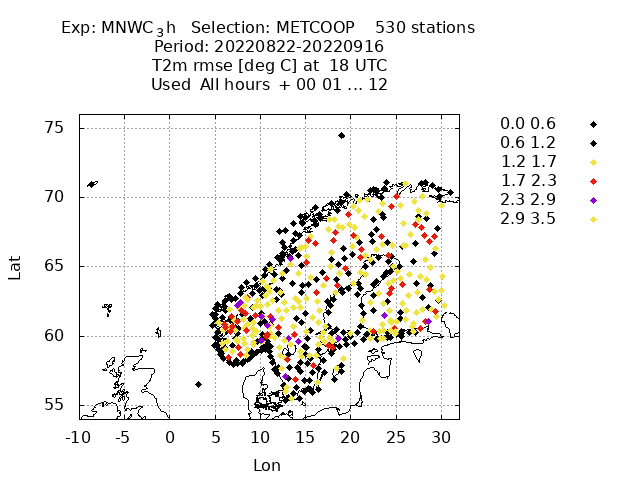 Exp: MNWC3h Selection: METCOOP 530 stations
Period: 20220822-20220916
T2m rmse [deg C] at 18 UTC
Used All hours + 00 01 ... 12
0.0 0.6
0.6 1.2
1.2 1.7
1.7 2.3
2.3 2.9
2.9 3.5
75
70
65
60
55
Lat
-10 -5 0 5 10 15 20 25 30
Lon